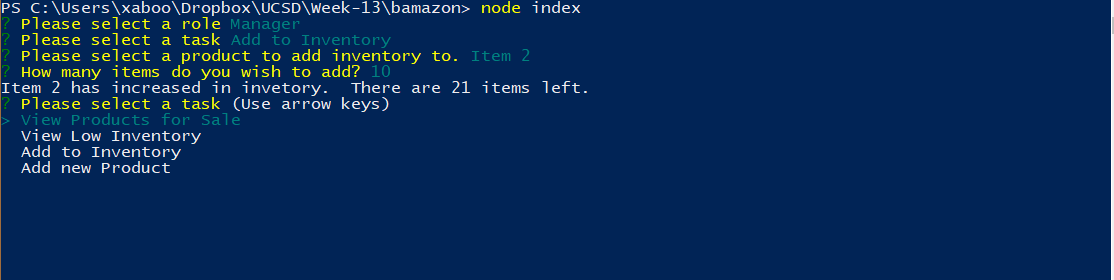 PS C:\Users\xaboo\Dropbox\UCSD\Week-13\bamazon> node index
? Please select a role Manager
? Please select a task Add to Inventory
? Please select a product to add inventory to. Item 2
? How many items do you wish to add? 10
Item 2 has increased in invetory.  There are 21 items left.
? Please select a task (Use arrow keys)
> View Products for Sale
  View Low Inventory
  Add to Inventory
  Add new Product